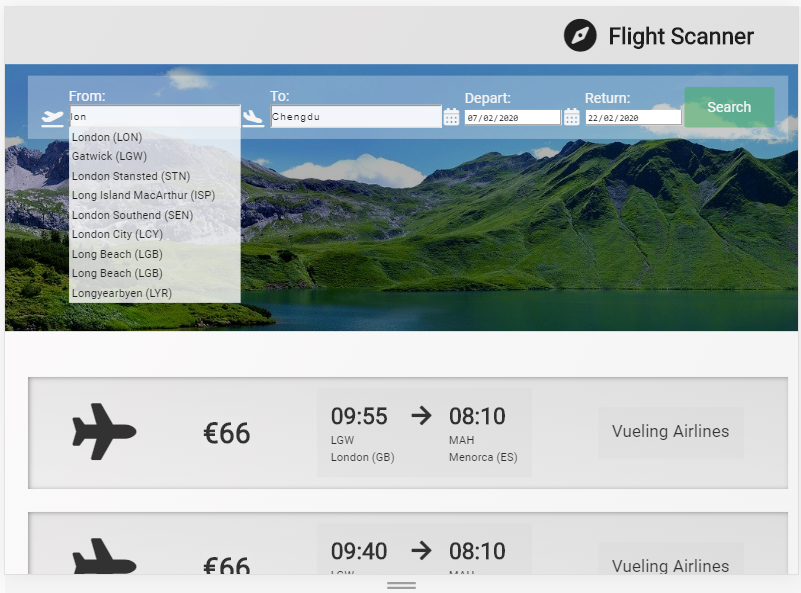 Flight Scanner
From:
To:
Depart:
Return:
lon
Chengdu
07/02/2020
22/02/2020
Search
London (LON)
Gatwick (LGW)
London Stansted (STN)
Long Island MacArthur (ISP)
London Southend (SEN)
London City (LCY)
Long Beach (LGB)
Long Beach (LGB)
Longyearbyen (LYR)
€66
09:55
08:10
LGW
MAH
London (GB)
Menorca (ES)
Vueling Airlines
€66
09:40
08:10
LGW
MAH
Vueling Airlines